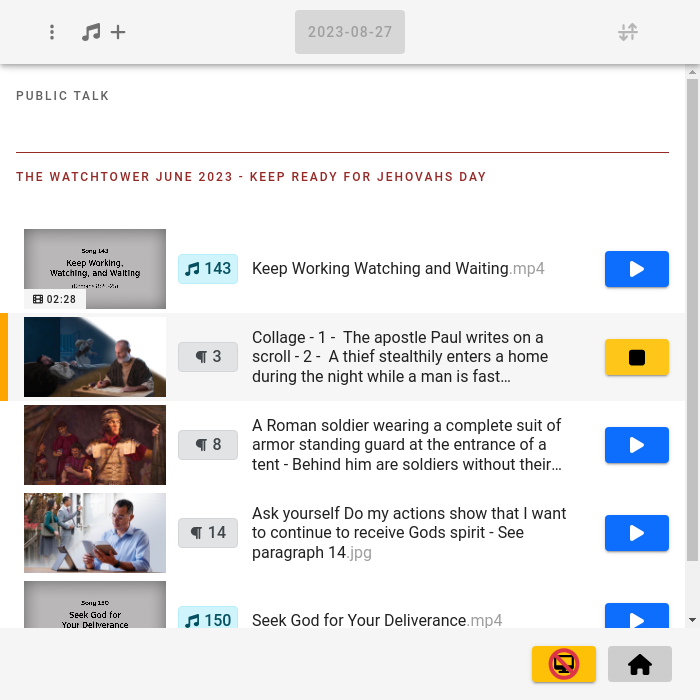 2023-08-27
PUBLIC TALK
THE WATCHTOWER JUNE 2023 - KEEP READY FOR JEHOVAHS DAY
Song 143
Keep Working,
Watching, and Waiting
02:28
143
Keep Working Watching and Waiting.mp4
¶ 3
Collage - 1 - The apostle Paul writes on a
scroll - 2 - A thief stealthily enters a home
during the night while a man is fast…
¶ 8
A Roman soldier wearing a complete suit of
armor standing guard at the entrance of a
tent - Behind him are soldiers without their…
¶ 14
Ask yourself Do my actions show that I want
to continue to receive Gods spirit - See
paragraph 14.jpg
Song 150
Seek God for
Your Deliverance
150
Seek God for Your Deliverance.mp4